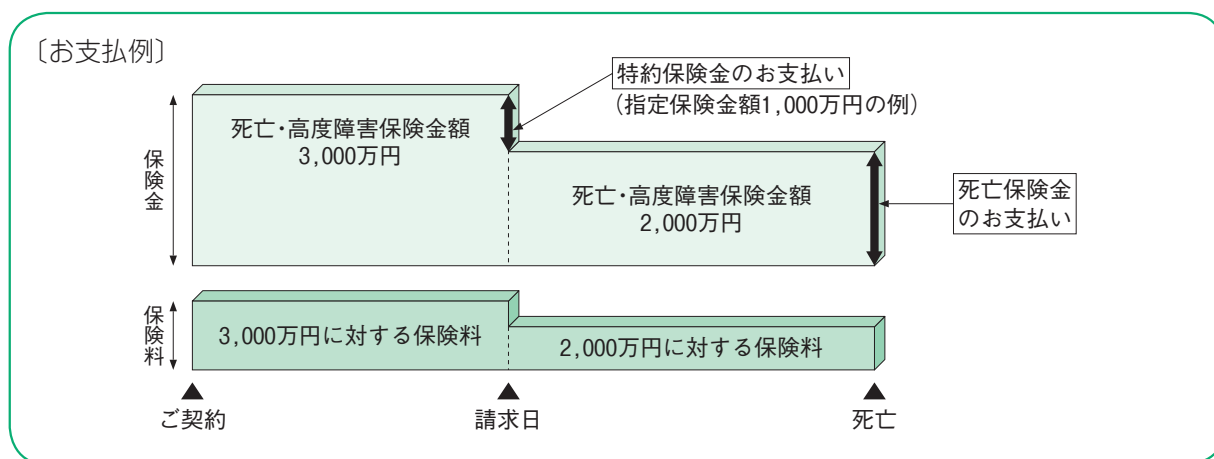 〔お支払例〕
特約保険金のお支払い
(指定保険金額1,000万円の例)
死亡・高度障害保険金額
3,000万円
保険金
死亡・高度障害保険金額
2,000万円
死亡保険金
のお支払い
保険料
3,000万円に対する保険料
2,000万円に対する保険料
ご契約
請求日
死亡